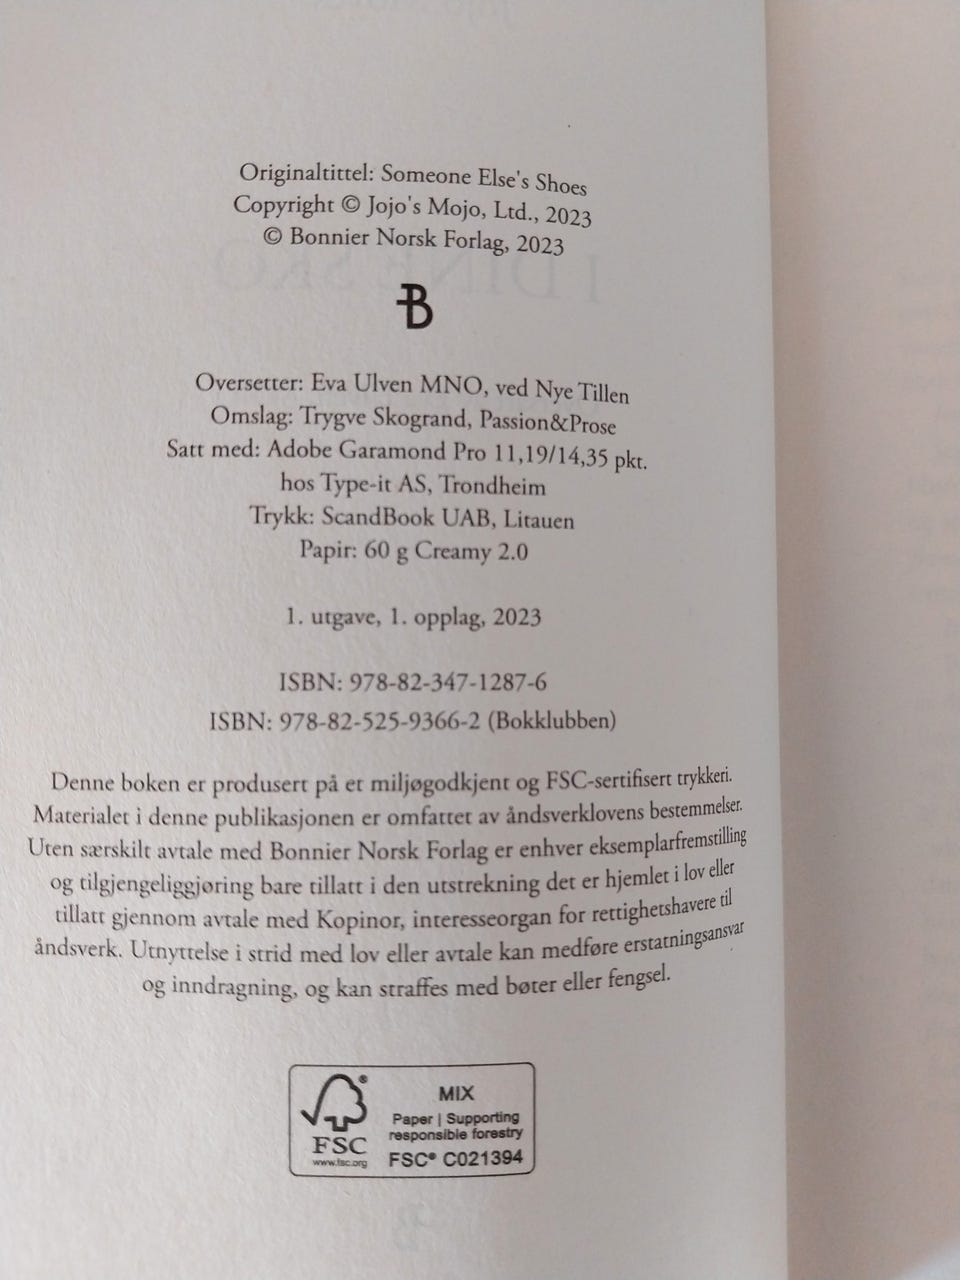 Originaltittel: Someone Else's Shoes
Copyright © Jojo's Mojo, Ltd., 2023
© Bonnier Norsk Forlag, 2023
I DINE SKO
B
Oversetter: Eva Ulven MNO, ved Nye Tillen
Omslag: Trygve Skogrand, Passion&Prose
Satt med: Adobe Garamond Pro 11,19/14,35 pkt.
hos Type-it AS, Trondheim
Trykk: ScandBook UAB, Litauen
Papir: 60 g Creamy 2.0
1. utgave, 1. opplag, 2023
ISBN: 978-82-347-1287-6
ISBN: 978-82-525-9366-2 (Bokklubben)
Denne boken er produsert på et miljøgodkjent og FSC-sertifisert trykkeri.
Materialet i denne publikasjonen er omfattet av åndsverklovens bestemmelser.
Uten særskilt avtale med Bonnier Norsk Forlag er enhver eksemplarfremstilling
og tilgjengeliggjøring bare tillatt i den utstrekning det er hjemlet i lov eller
tillatt gjennom avtale med Kopinor, interesseorgan for rettighetshavere til
åndsverk. Utnyttelse i strid med lov eller avtale kan medføre erstatningsansvar
og inndragning, og kan straffes med bøter eller fengsel.
FSC®
www.fsc.org
MIX
Paper | Supporting
responsible forestry
FSC® C021394